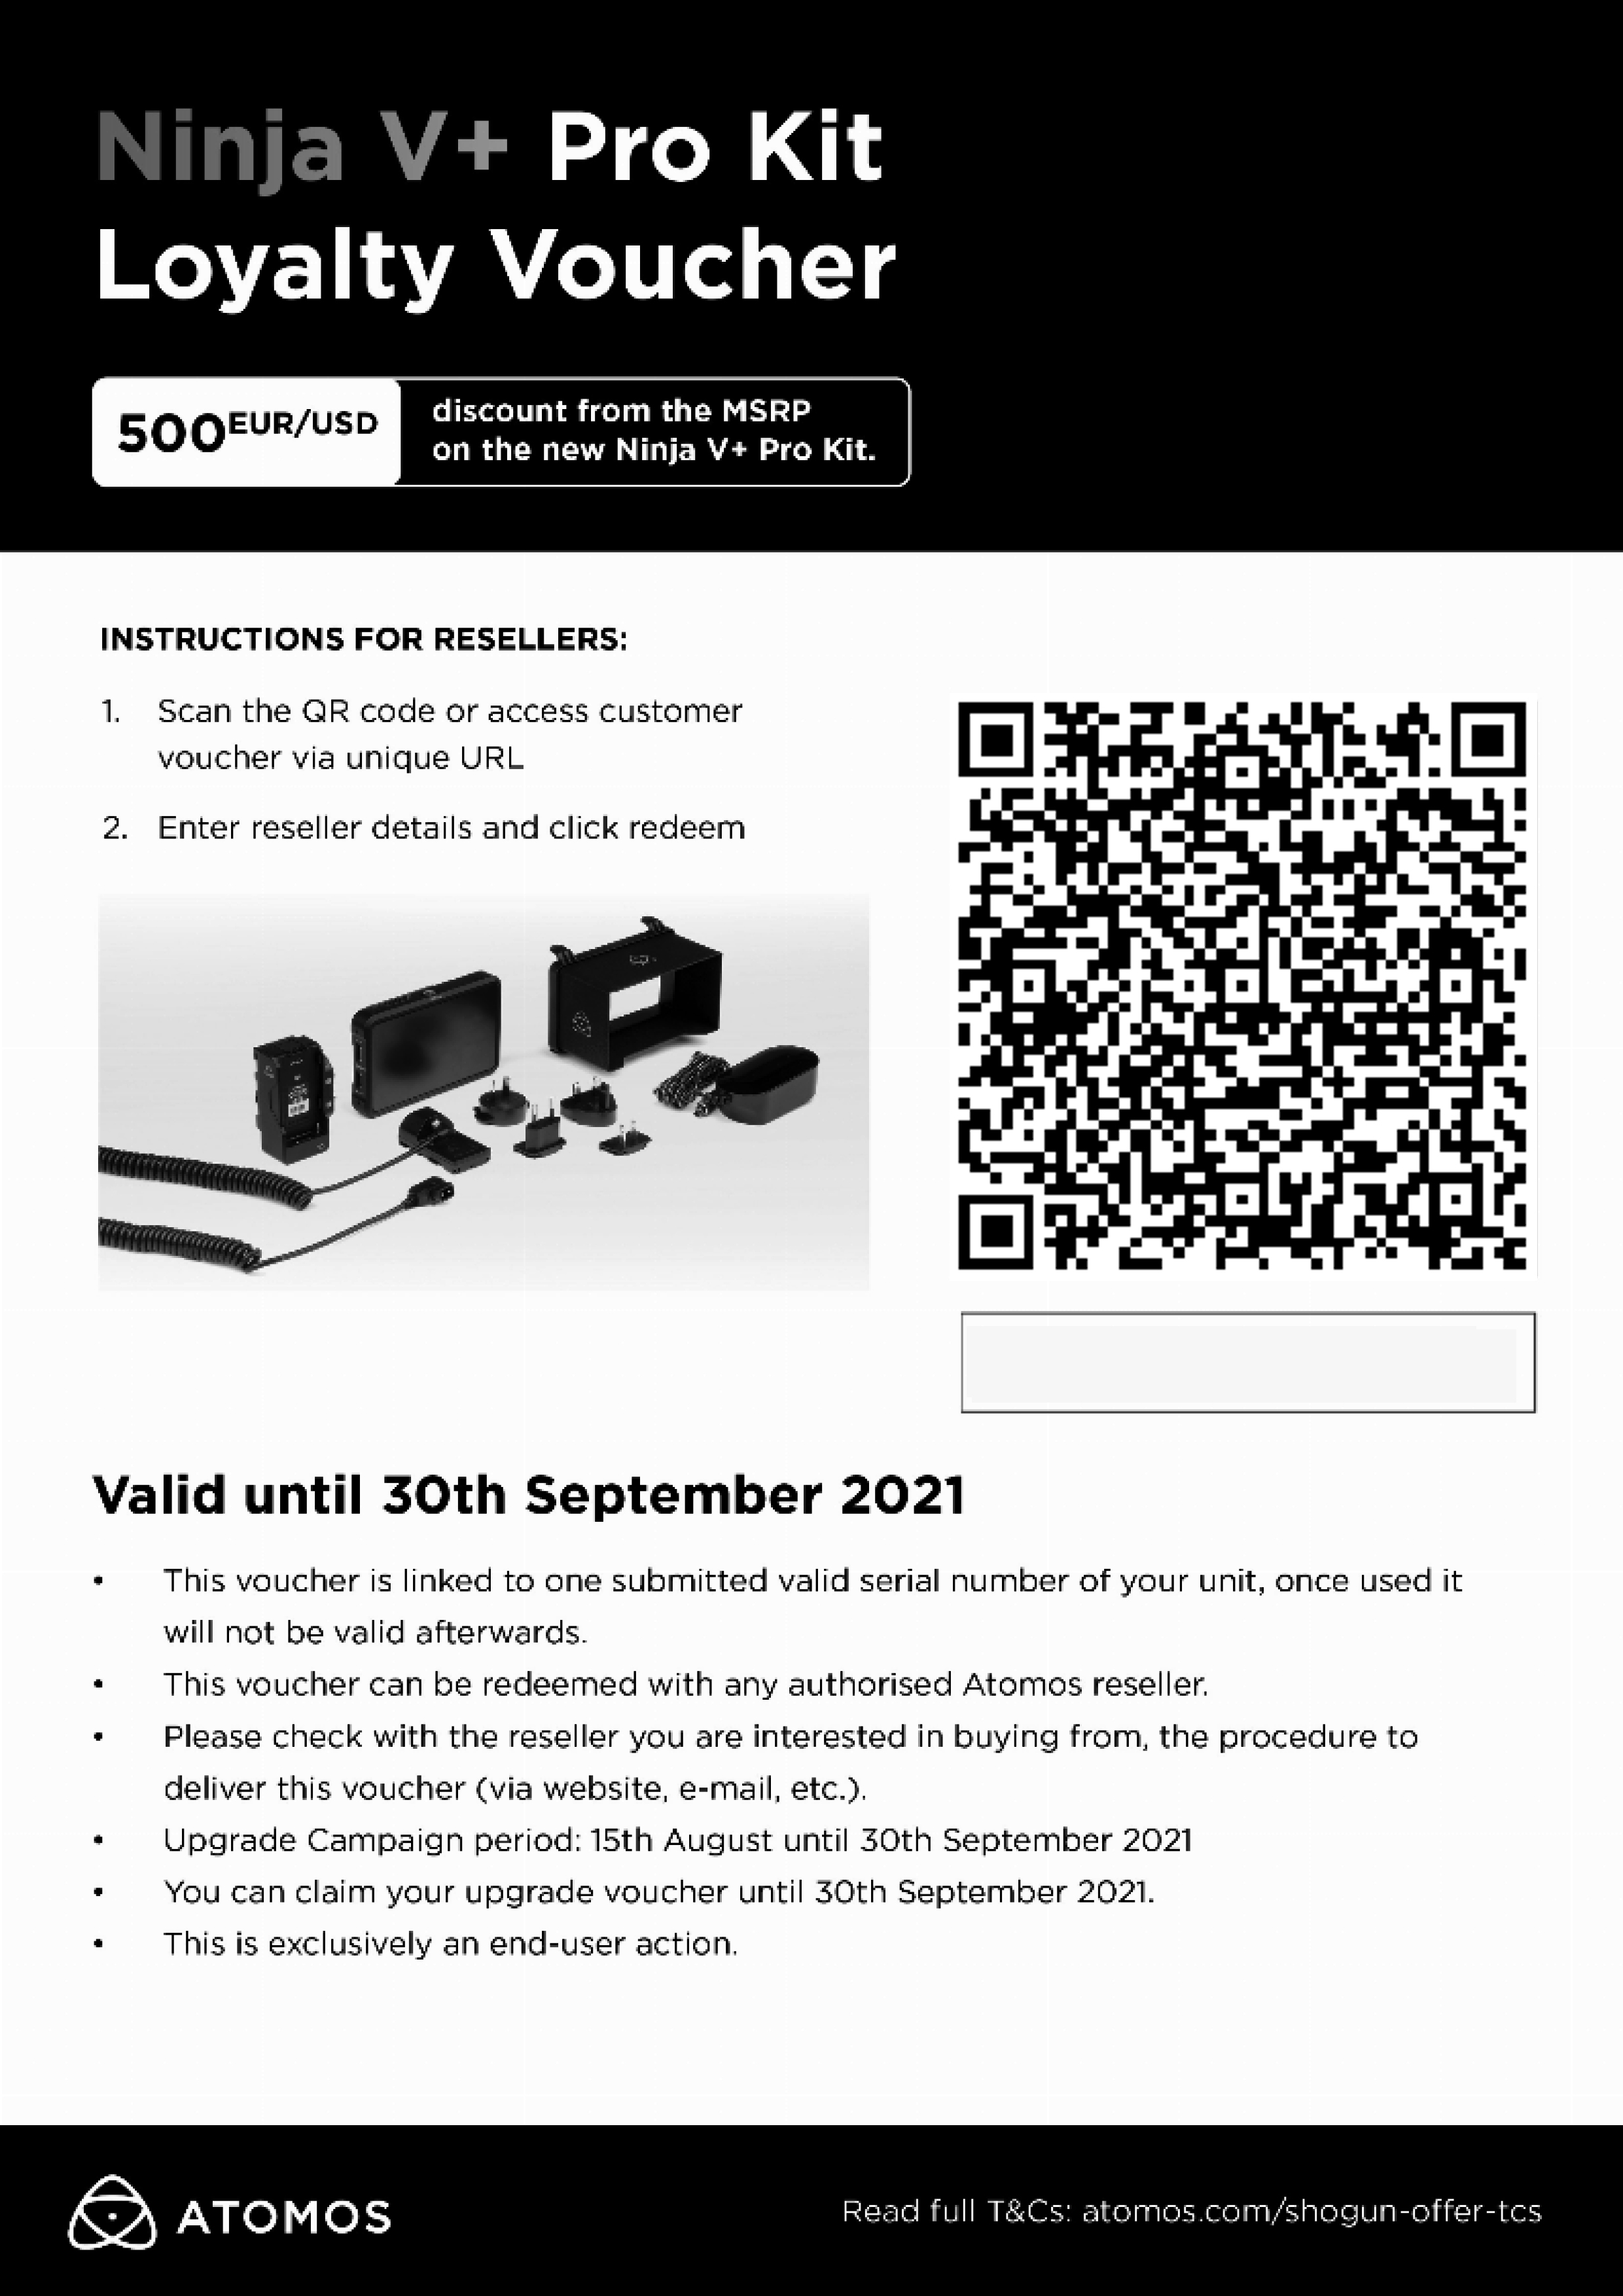 Ninja V+ Pro Kit
Loyalty Voucher
500EUR/USD
discount from the MSRP
on the new Ninja V+ Pro Kit.
INSTRUCTIONS FOR RESELLERS:
1. Scan the QR code or access customer
voucher via unique URL
2. Enter reseller details and click redeem
Valid until 30th September 2021
• This voucher is linked to one submitted valid serial number of your unit, once used it
will not be valid afterwards.
• This voucher can be redeemed with any authorised Atomos reseller.
• Please check with the reseller you are interested in buying from, the procedure to
deliver this voucher (via website, e-mail, etc.).
• Upgrade Campaign period: 15th August until 30th September 2021
• You can claim your upgrade voucher until 30th September 2021.
• This is exclusively an end-user action.
ATOMOS
Read full T&Cs: atomos.com/shogun-offer-tcs